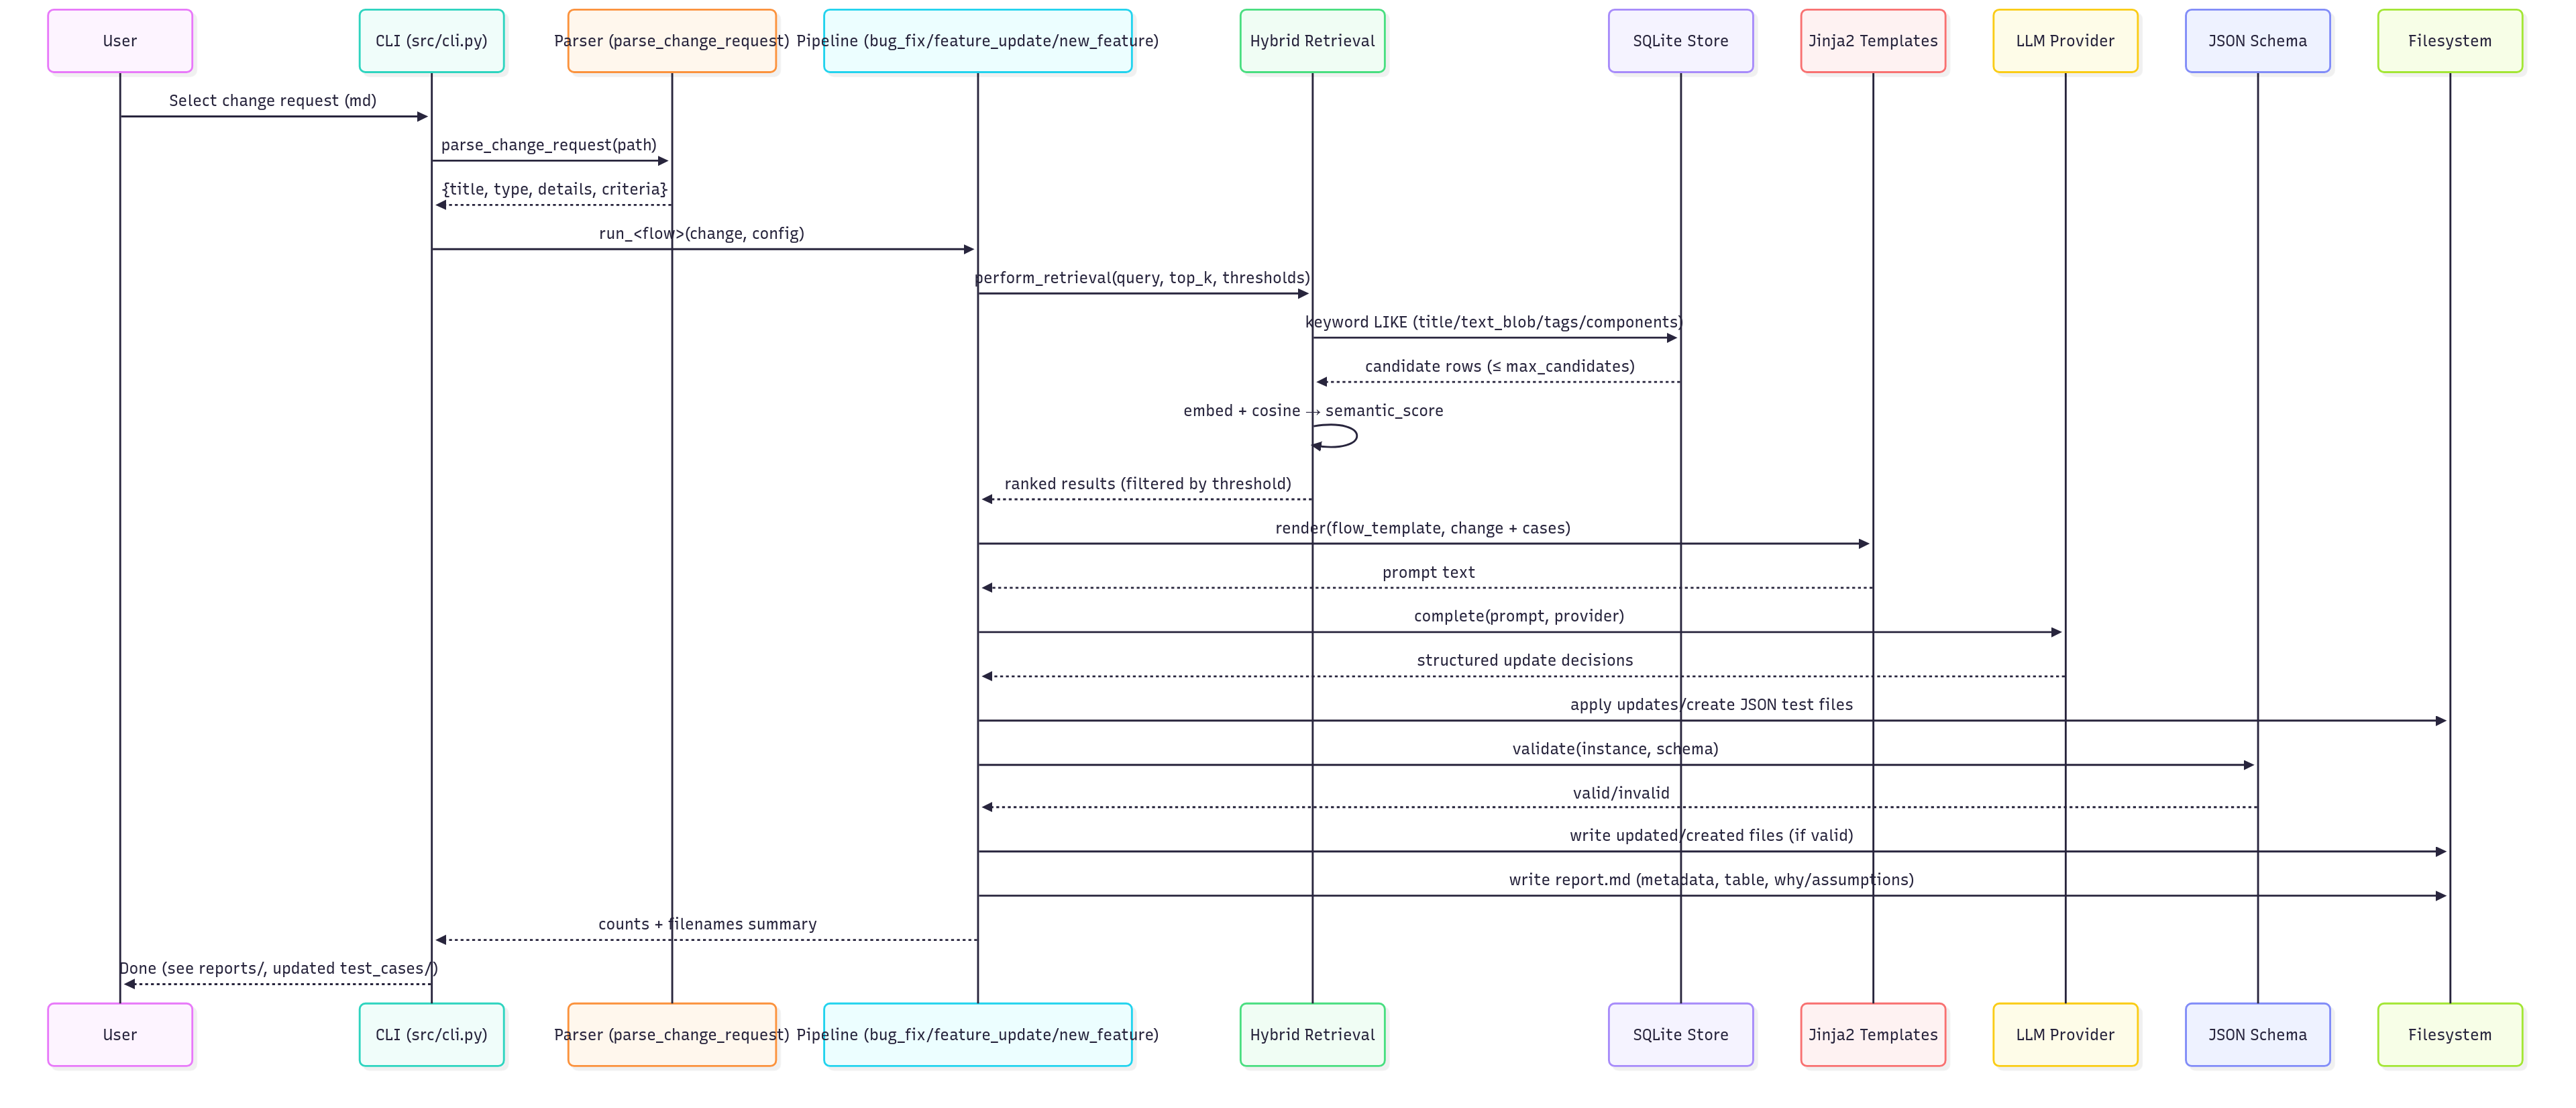 User
CLI (src/cli.py)
Parser (parse_change_request)
Pipeline (bug_fix/feature_update/new_feature)
Hybrid Retrieval
SQLite Store
Jinja2 Templates
LLM Provider
JSON Schema
Filesystem
Select change request (md)
parse_change_request(path)
{title, type, details, criteria}
run_<flow>(change, config)
perform_retrieval(query, top_k, thresholds)
keyword LIKE (title/text_blob/tags/components)
candidate rows (≤ max_candidates)
embed + cosine → semantic_score
ranked results (filtered by threshold)
render(flow_template, change + cases)
prompt text
complete(prompt, provider)
structured update decisions
apply updates/create JSON test files
validate(instance, schema)
valid/invalid
write updated/created files (if valid)
write report.md (metadata, table, why/assumptions)
counts + filenames summary
Done (see reports/, updated test_cases/)
User
CLI (src/cli.py)
Parser (parse_change_request)
Pipeline (bug_fix/feature_update/new_feature)
Hybrid Retrieval
SQLite Store
Jinja2 Templates
LLM Provider
JSON Schema
Filesystem